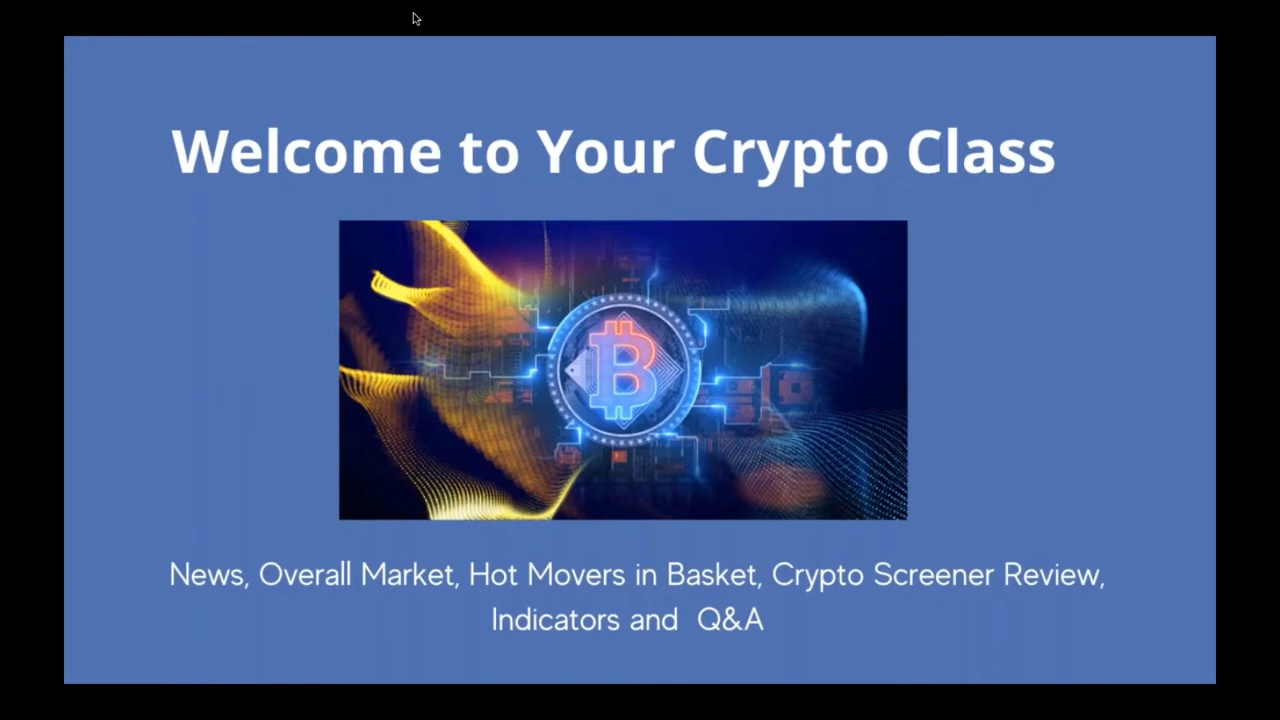 Welcome to Your Crypto Class
News, Overall Market, Hot Movers in Basket, Crypto Screener Review,
Indicators and Q&A